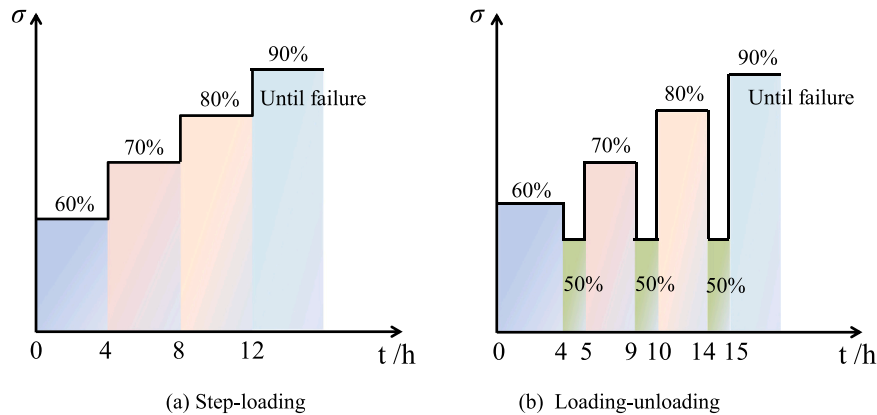 σ
90%
Until failure
80%
70%
60%
0 4 8 12 t /h
(a) Step-loading
σ
90%
Until failure
80%
70%
60%
50% 50% 50%
0 4 5 9 10 14 15 t /h
(b) Loading-unloading